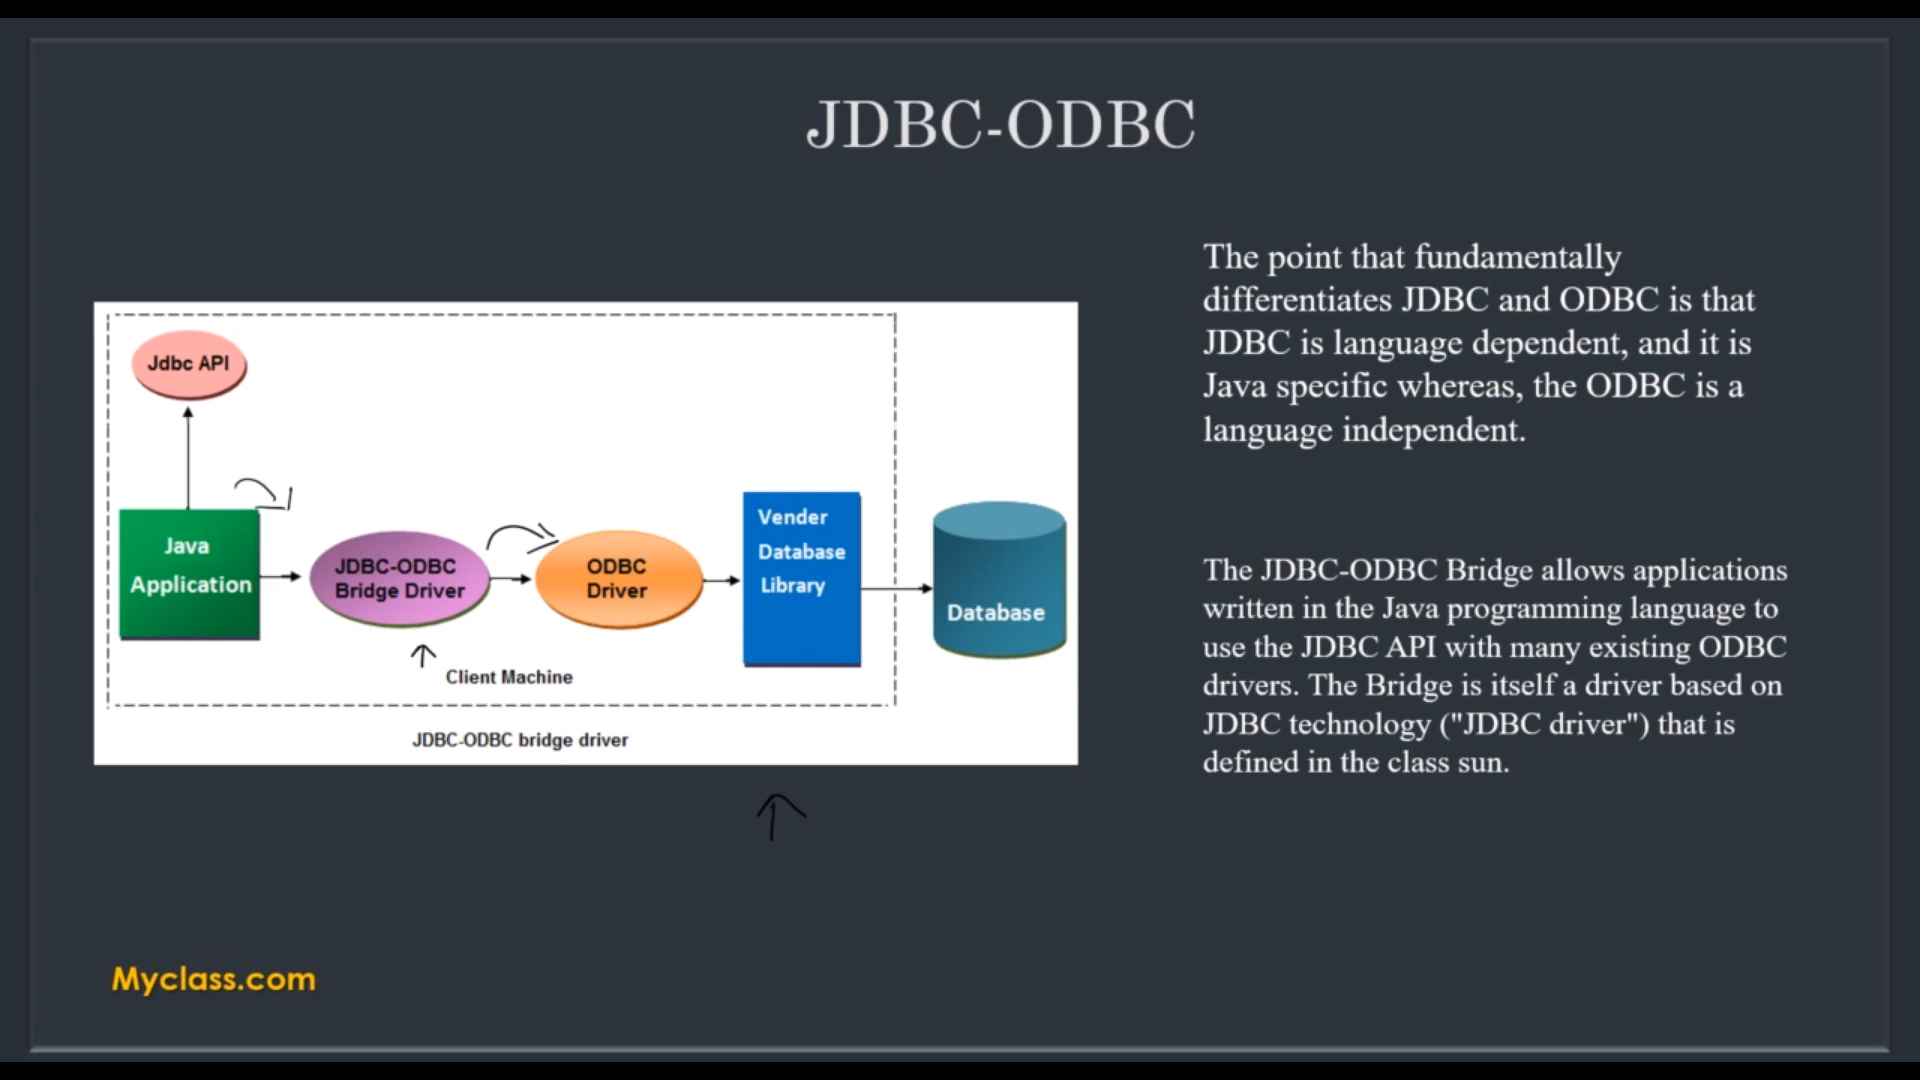 JDBC-ODBC
Jdbc API
Java
Application
JDBC-ODBC
Bridge Driver
ODBC
Driver
Vender
Database
Library
Database
Client Machine
JDBC-ODBC bridge driver
The point that fundamentally
differentiates JDBC and ODBC is that
JDBC is language dependent, and it is
Java specific whereas, the ODBC is a
language independent.
The JDBC-ODBC Bridge allows applications
written in the Java programming language to
use the JDBC API with many existing ODBC
drivers. The Bridge is itself a driver based on
JDBC technology ("JDBC driver") that is
defined in the class sun.
Myclass.com